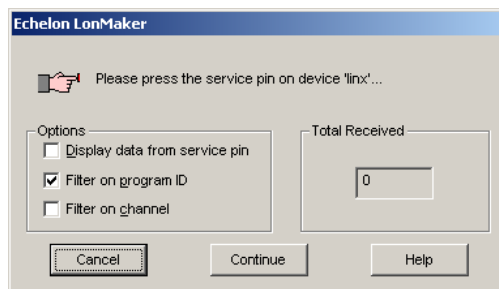 Echelon LonMaker
Please press the service pin on device 'linx'...
Options
Display data from service pin
Filter on program ID
Filter on channel
Total Received
0
Cancel
Continue
Help